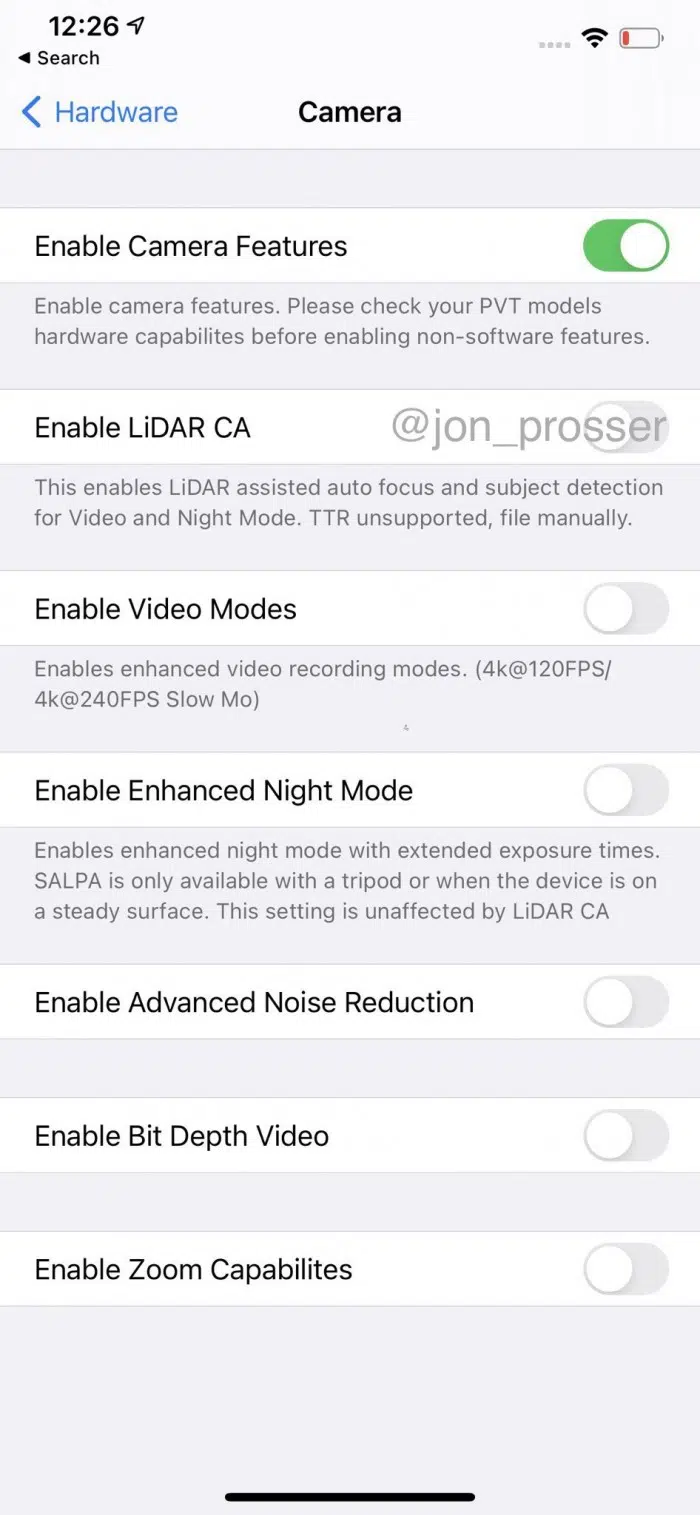 12:26
◀ Search
Hardware
Camera
Enable Camera Features
Enable camera features. Please check your PVT models
hardware capabilites before enabling non-software features.
Enable LiDAR CA
@jon_prosser
This enables LiDAR assisted auto focus and subject detection
for Video and Night Mode. TTR unsupported, file manually.
Enable Video Modes
Enables enhanced video recording modes. (4k@120FPS/
4k@240FPS Slow Mo)
Enable Enhanced Night Mode
Enables enhanced night mode with extended exposure times.
SALPA is only available with a tripod or when the device is on
a steady surface. This setting is unaffected by LiDAR CA
Enable Advanced Noise Reduction
Enable Bit Depth Video
Enable Zoom Capabilites